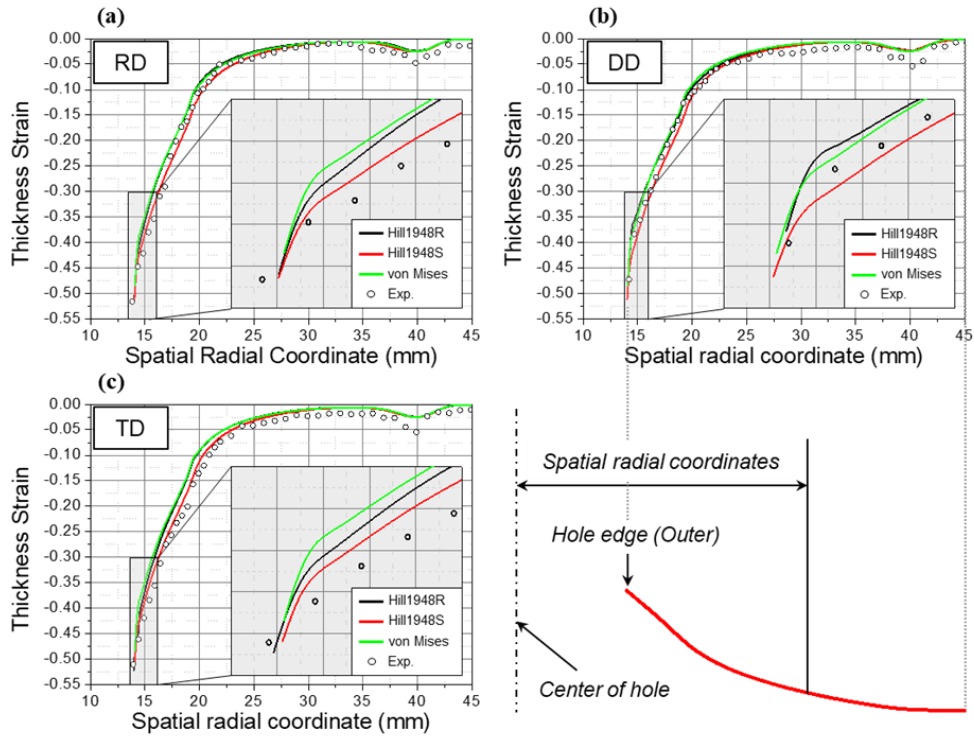 (a)
RD
Thickness Strain
0.00
-0.05
-0.10
-0.15
-0.20
-0.25
-0.30
-0.35
-0.40
-0.45
-0.50
-0.55
10 15 20 25 30 35 40 45
Spatial Radial Coordinate (mm)
Hill1948R
Hill1948S
von Mises
Exp.
(b)
DD
Thickness Strain
0.00
-0.05
-0.10
-0.15
-0.20
-0.25
-0.30
-0.35
-0.40
-0.45
-0.50
-0.55
10 15 20 25 30 35 40 45
Spatial radial coordinate (mm)
Hill1948R
Hill1948S
von Mises
Exp.
(c)
TD
Thickness Strain
0.00
-0.05
-0.10
-0.15
-0.20
-0.25
-0.30
-0.35
-0.40
-0.45
-0.50
-0.55
10 15 20 25 30 35 40 45
Spatial radial coordinate (mm)
Hill1948R
Hill1948S
von Mises
Exp.
Spatial radial coordinates
Hole edge (Outer)
Center of hole